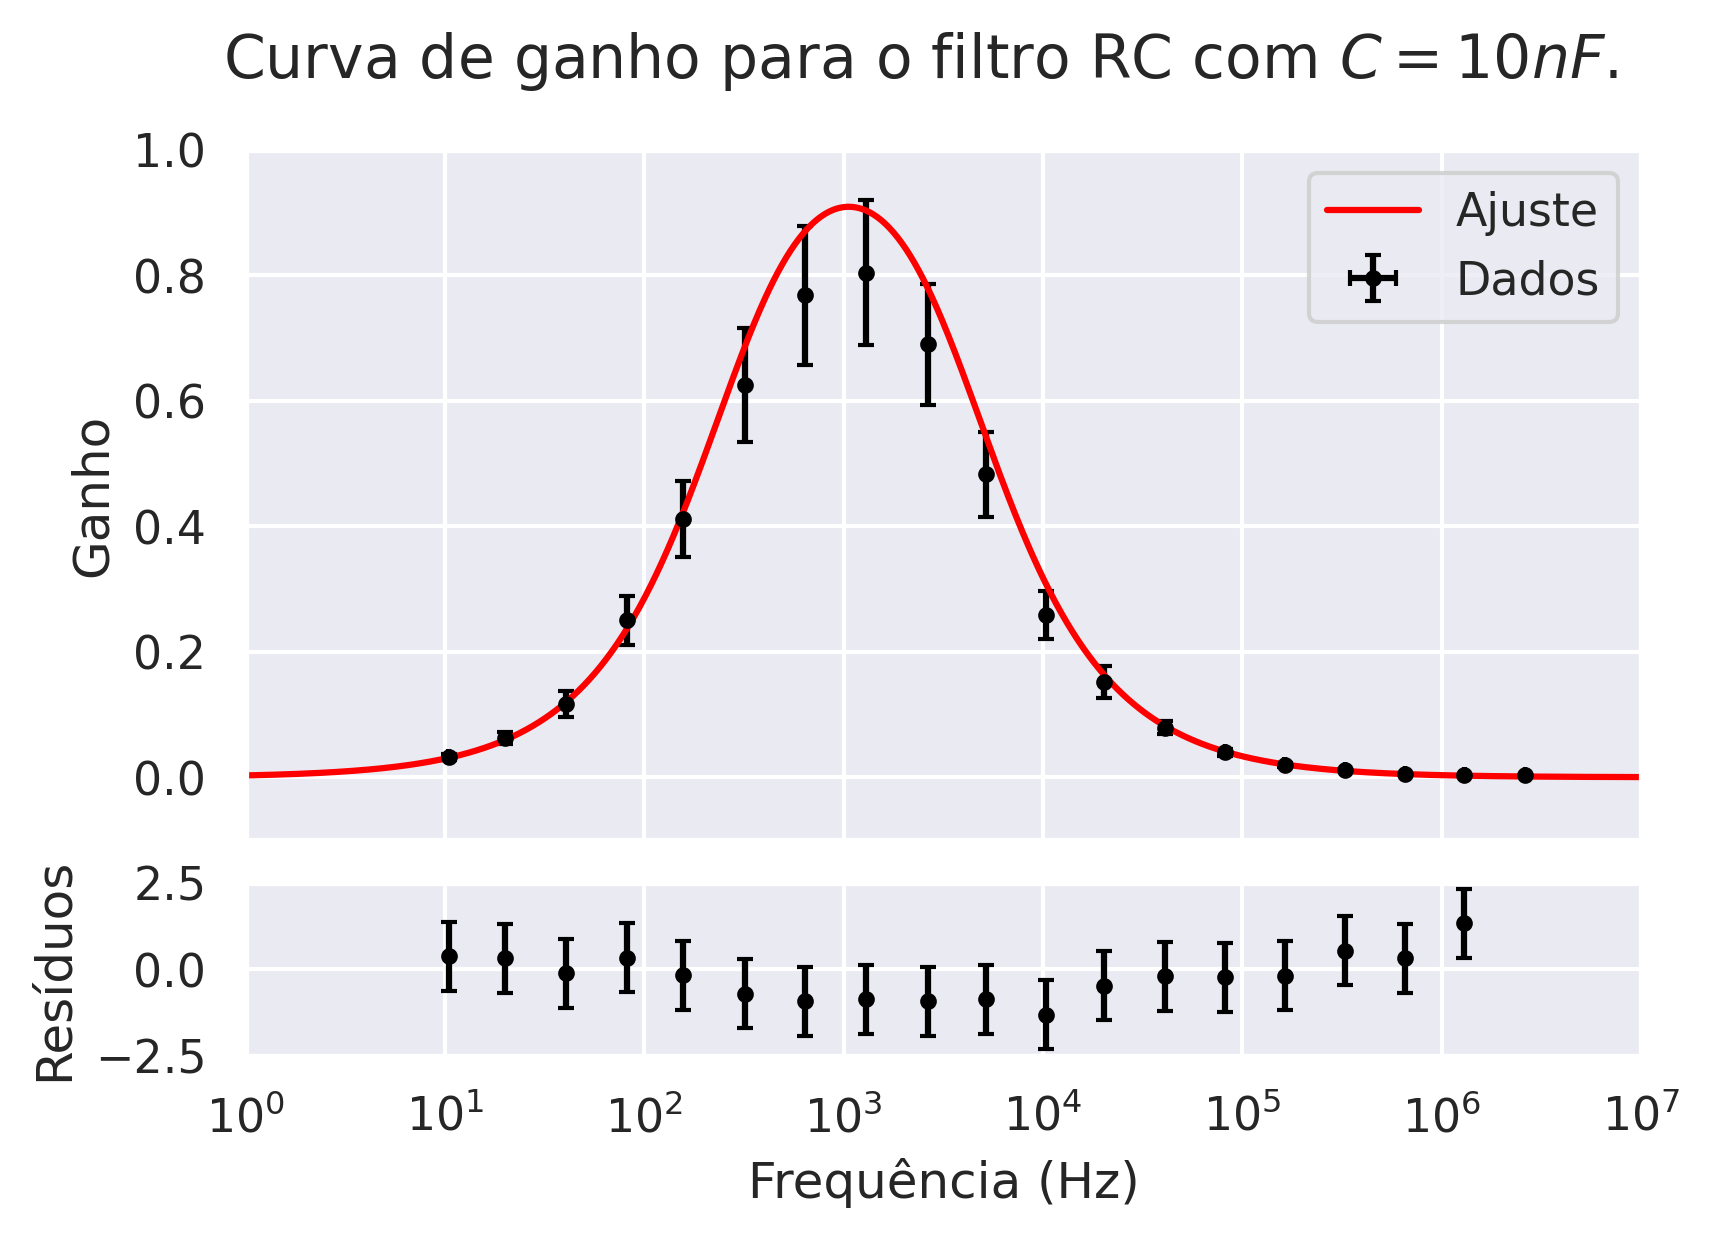 Curva de ganho para o filtro RC com C = 10nF.
1.0
0.8
0.6
0.4
0.2
0.0
Ganho
Ajuste
Dados
2.5
0.0
−2.5
Resíduos
10⁰ 10¹ 10² 10³ 10⁴ 10⁵ 10⁶ 10⁷
Frequência (Hz)